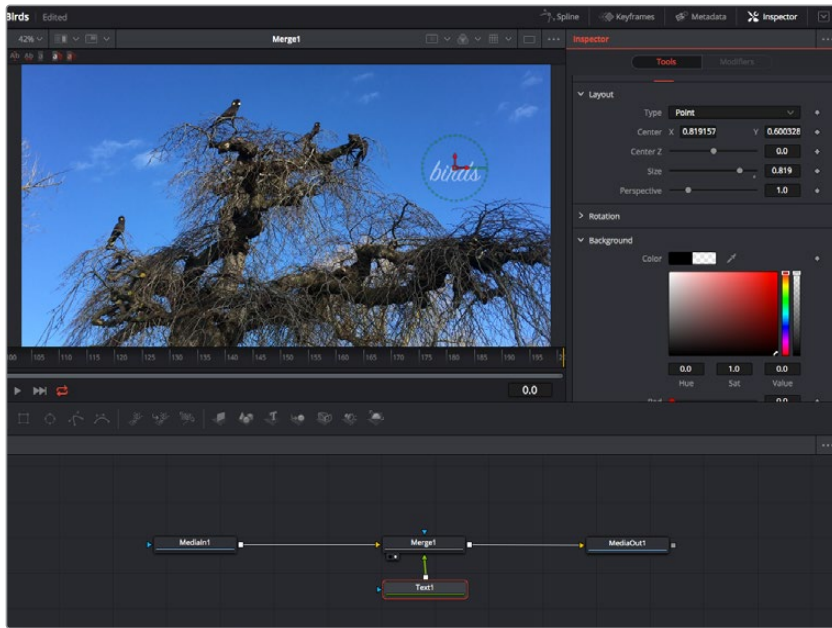 Birds Edited Spline Keyframes Metadata Inspector
42% Merge1 Inspector
Tools Modifiers
Layout
Type Point
Center X 0.819157 Y 0.600328
Center Z 0.0
Size 0.819
Perspective 1.0
Rotation
Background
Color
0.0 1.0 0.0
Hue Sat Value
birds
100 105 110 115 120 125 130 135 140 145 150 155 160 165 170 175 180 185 190 195
0.0
MediaIn1 Merge1 MediaOut1
Text1